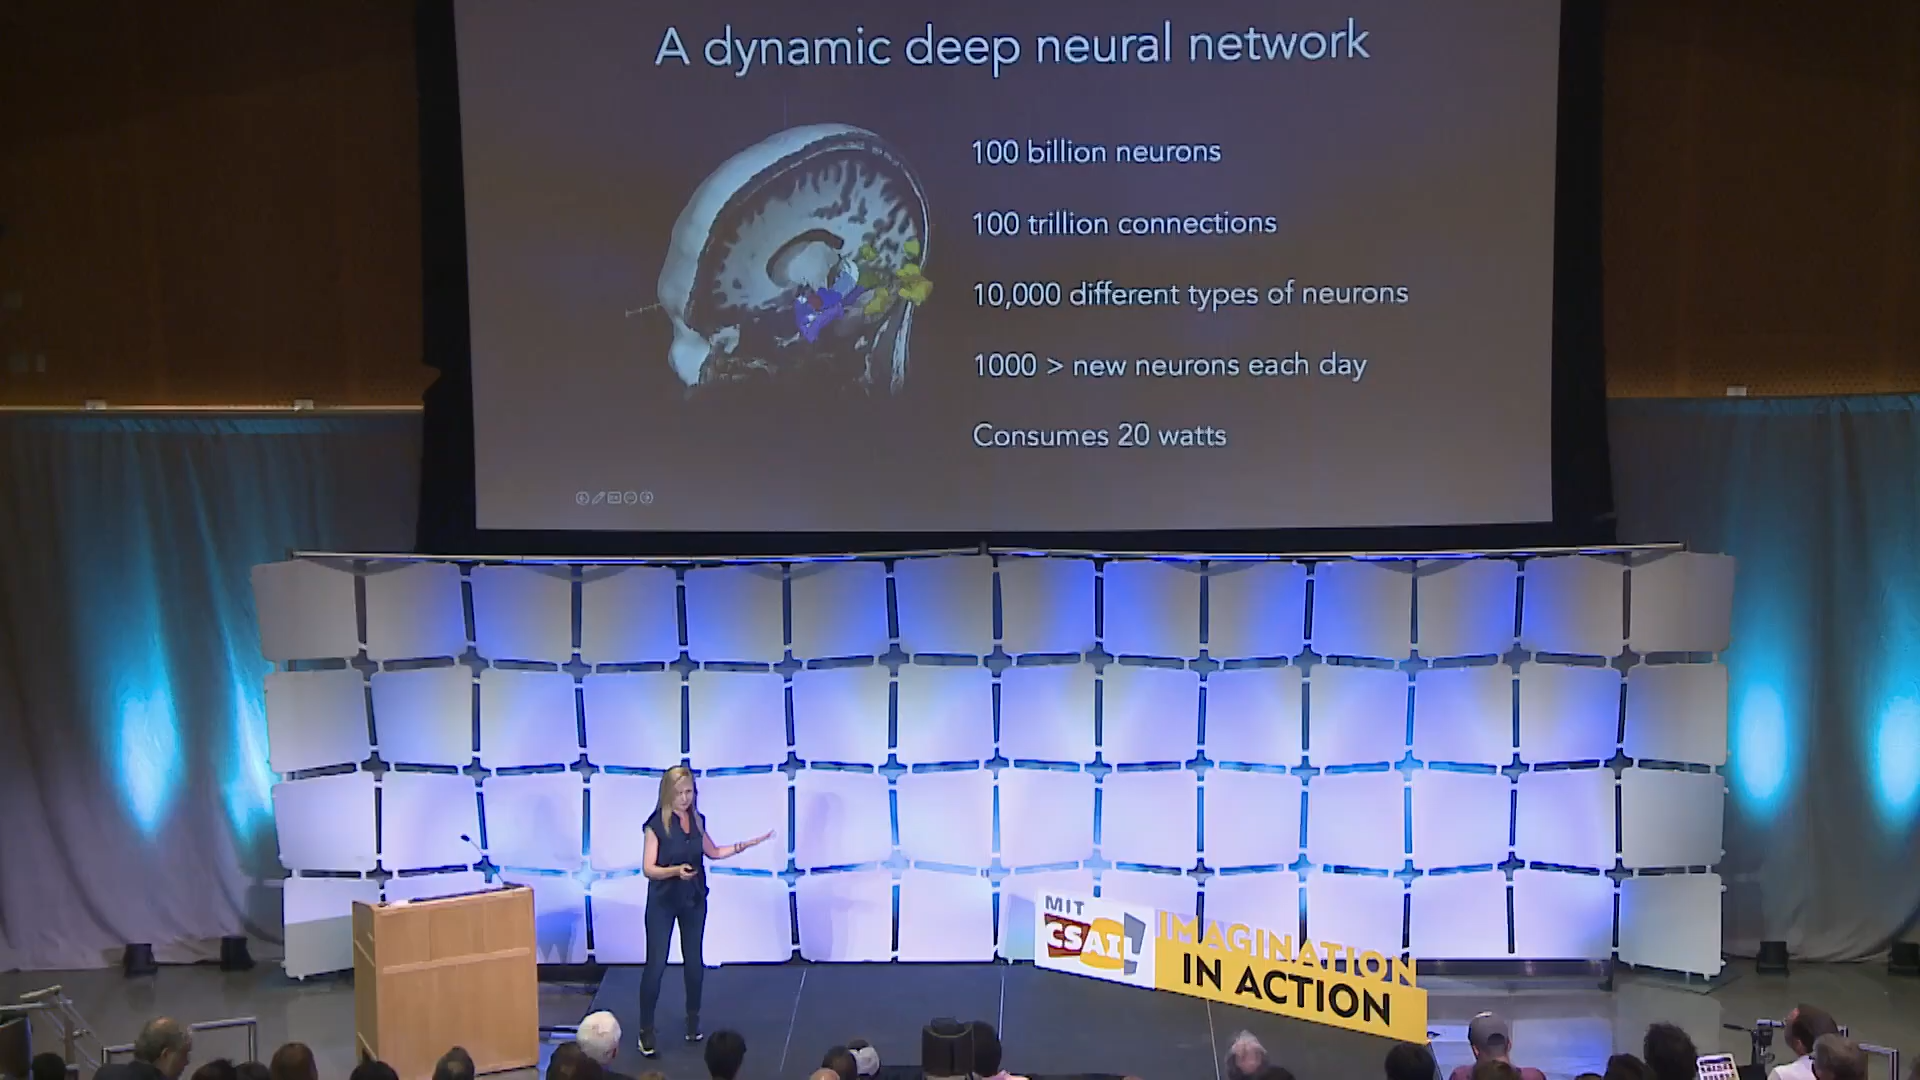 A dynamic deep neural network
100 billion neurons
100 trillion connections
10,000 different types of neurons
1000 > new neurons each day
Consumes 20 watts
MIT
CSAIL
IMAGINATION
IN ACTION